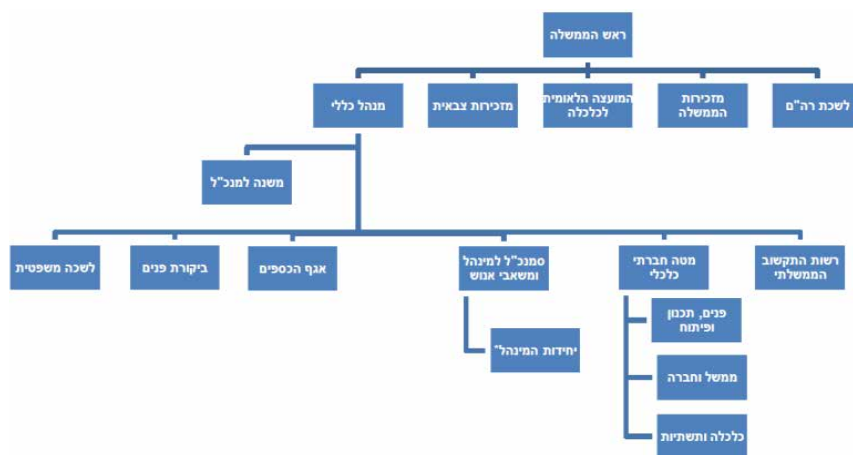 ראש הממשלה
לשכת רה"ם
מזכירות
הממשלה
המועצה הלאומית
לכלכלה
מזכירות צבאית
מנהל כללי
משנה למנכ"ל
רשות התקשוב
הממשלתי
מטה חברתי
כלכלי
סמנכ"ל למינהל
ומשאבי אנוש
אגף הכספים
ביקורת פנים
לשכה משפטית
פנים, תכנון
ופיתוח
ממשל וחברה
כלכלה ותשתיות
יחידות המינהל*